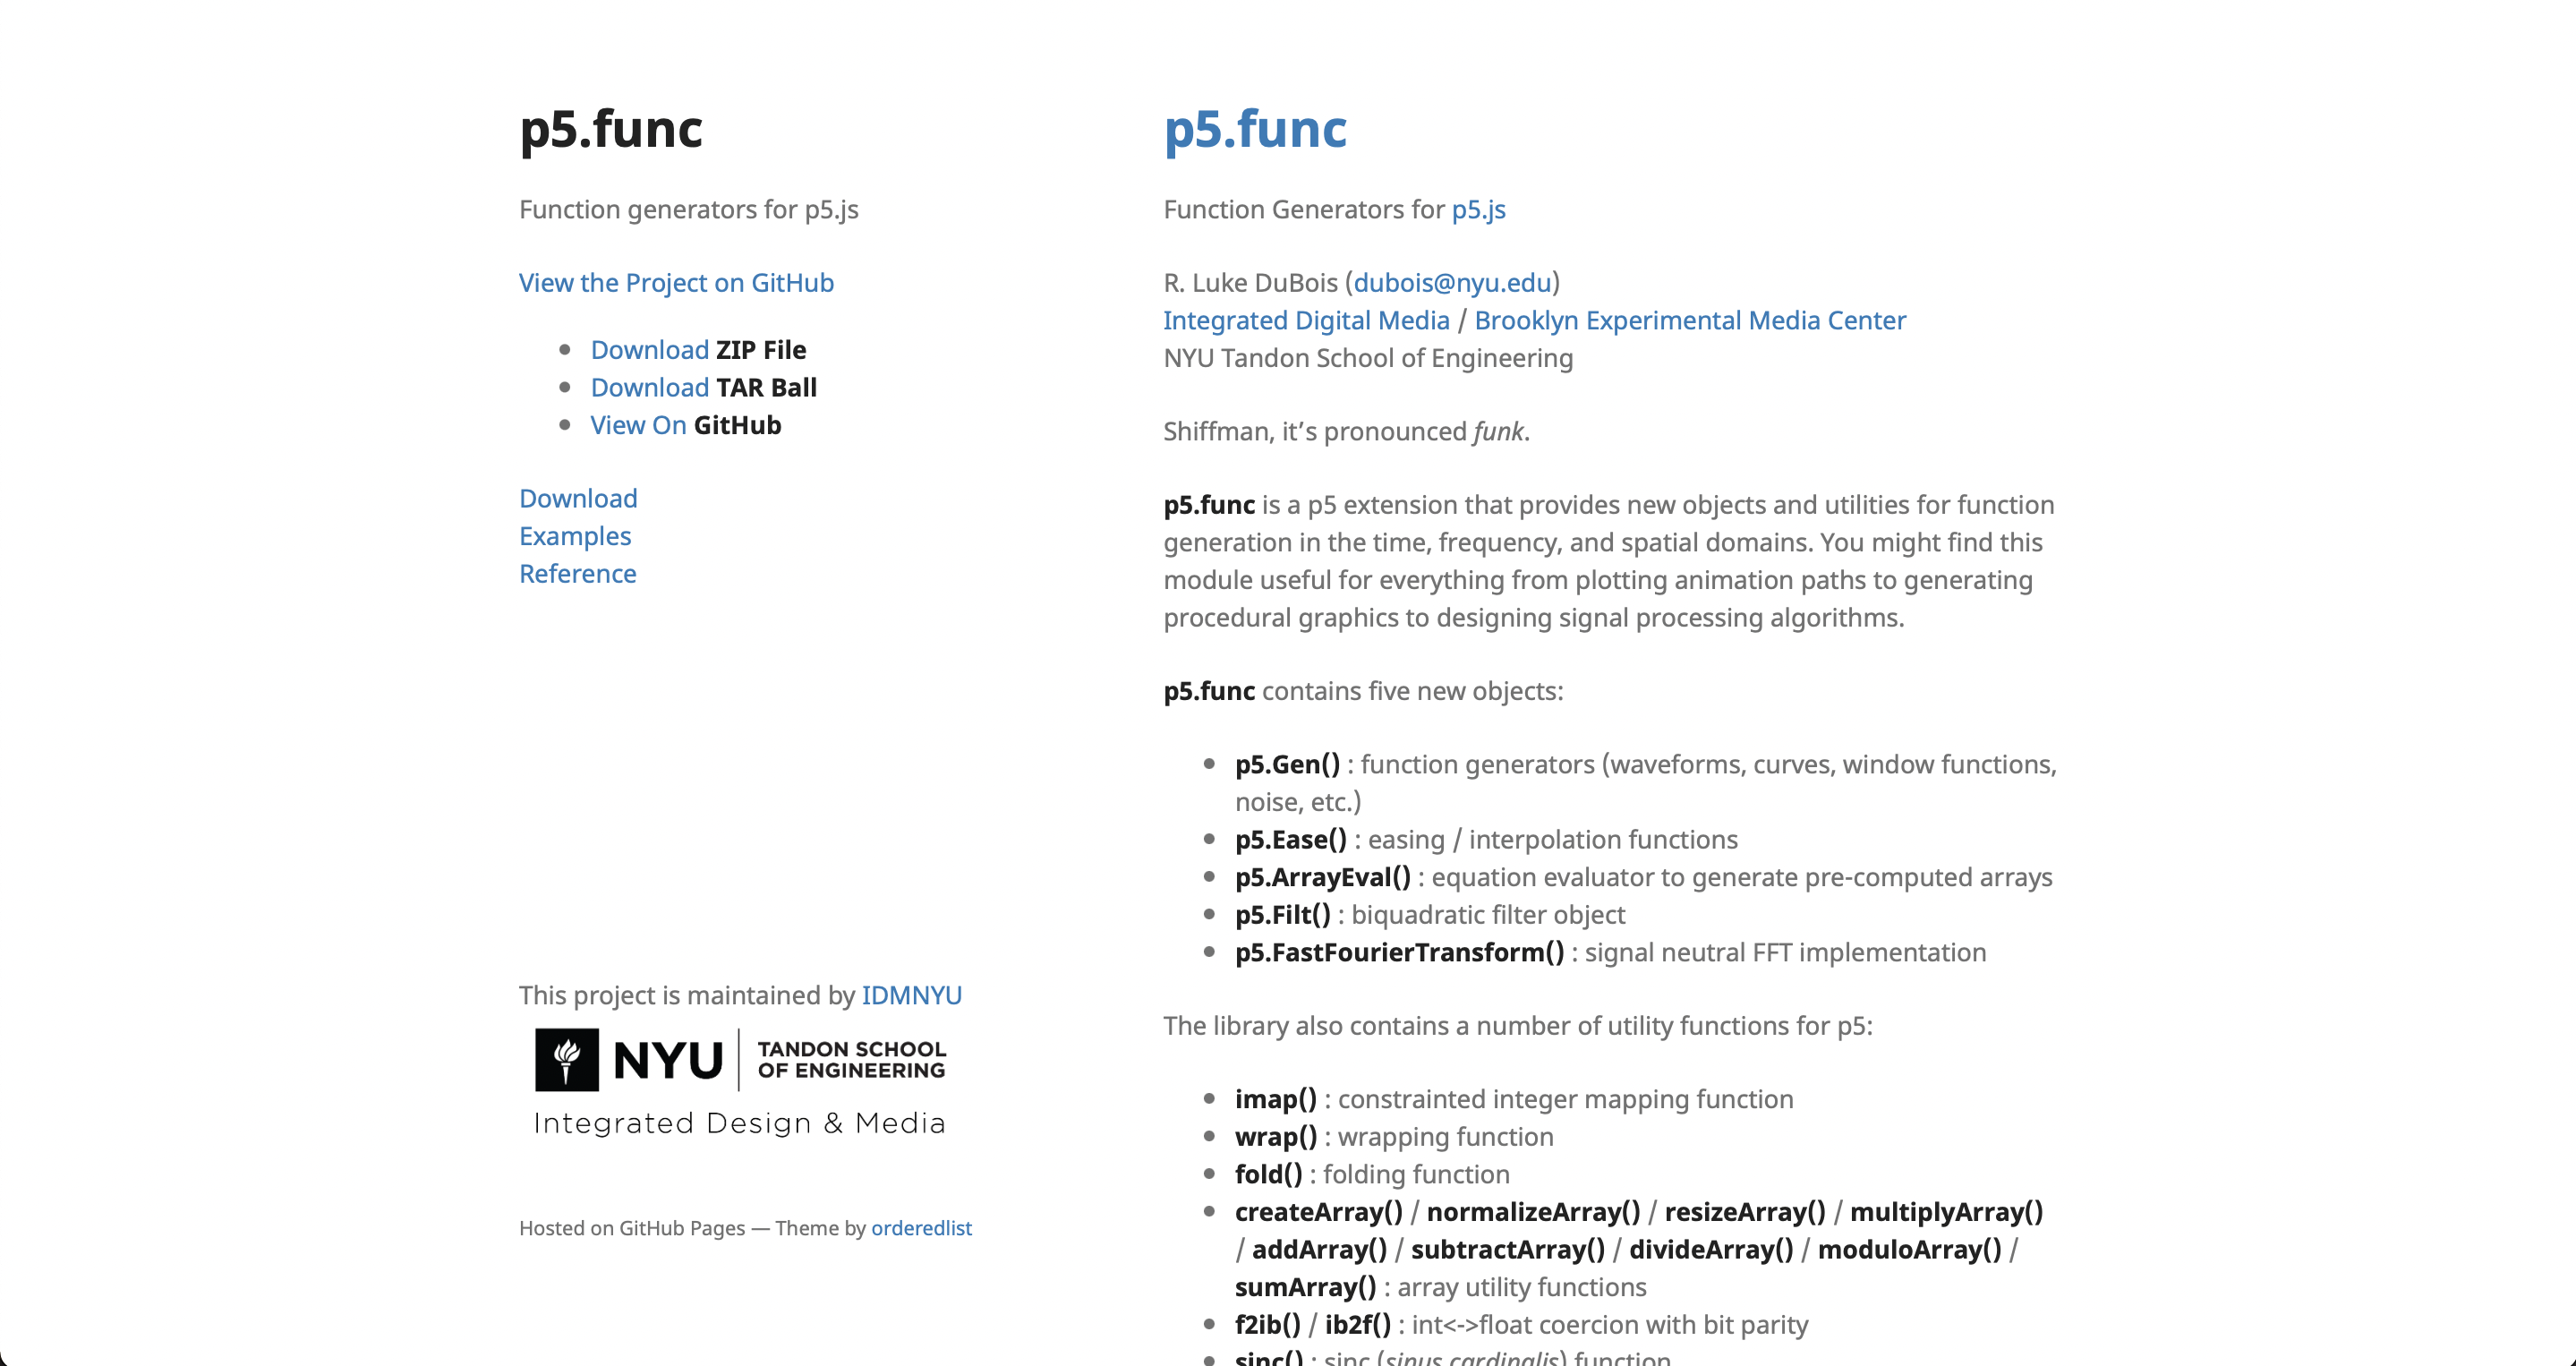 p5.func
Function generators for p5.js
View the Project on GitHub
Download ZIP File
Download TAR Ball
View On GitHub
Download
Examples
Reference
This project is maintained by IDMNYU
NYU
TANDON SCHOOL
OF ENGINEERING
Integrated Design & Media
Hosted on GitHub Pages — Theme by orderedlist
p5.func
Function Generators for p5.js
R. Luke DuBois (dubois@nyu.edu)
Integrated Digital Media / Brooklyn Experimental Media Center
NYU Tandon School of Engineering
Shiffman, it’s pronounced funk.
p5.func is a p5 extension that provides new objects and utilities for function
generation in the time, frequency, and spatial domains. You might find this
module useful for everything from plotting animation paths to generating
procedural graphics to designing signal processing algorithms.
p5.func contains five new objects:
p5.Gen() : function generators (waveforms, curves, window functions,
noise, etc.)
p5.Ease() : easing / interpolation functions
p5.ArrayEval() : equation evaluator to generate pre-computed arrays
p5.Filt() : biquadratic filter object
p5.FastFourierTransform() : signal neutral FFT implementation
The library also contains a number of utility functions for p5:
imap() : constrainted integer mapping function
wrap() : wrapping function
fold() : folding function
createArray() / normalizeArray() / resizeArray() / multiplyArray()
/ addArray() / subtractArray() / divideArray() / moduloArray() /
sumArray() : array utility functions
f2ib() / ib2f() : int<->float coercion with bit parity
sinc() : sinc (sinus cardinalis) function